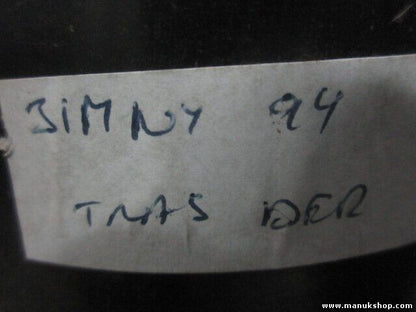 JIMNY 94
TRAS DER
www.manukshop.com